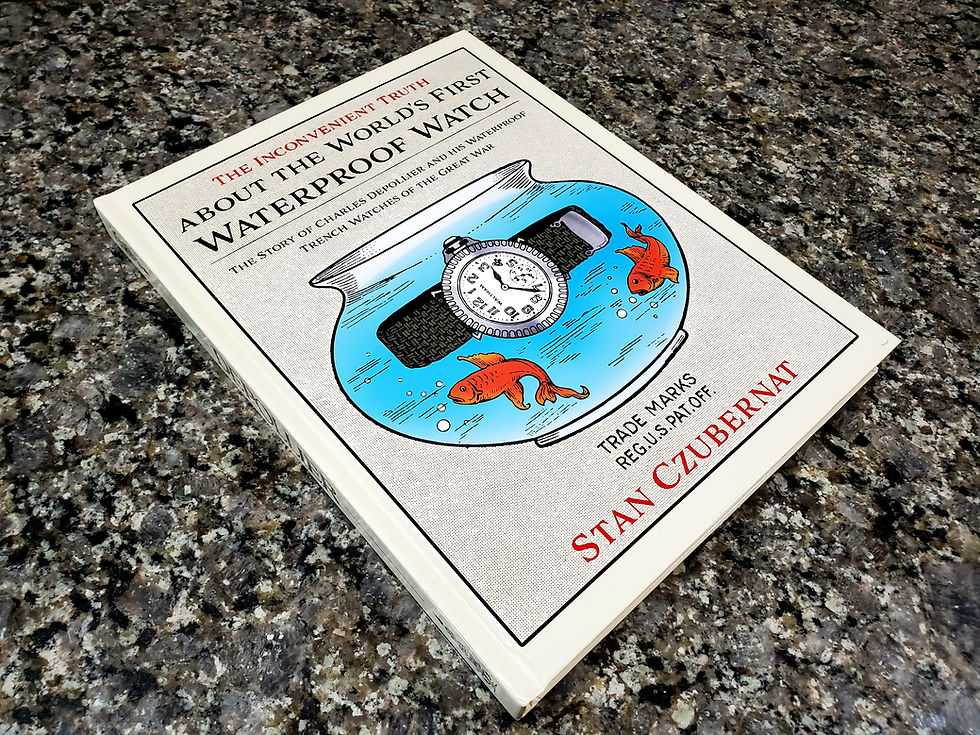 THE INCONVENIENT TRUTH
ABOUT THE WORLD'S FIRST
WATERPROOF WATCH
THE STORY OF CHARLES DEPOLLIER AND HIS WATERPROOF
TRENCH WATCHES OF THE GREAT WAR
WALTHAM
TRADE MARKS
REG. U.S. PAT. OFF.
STAN CZUBERNAT